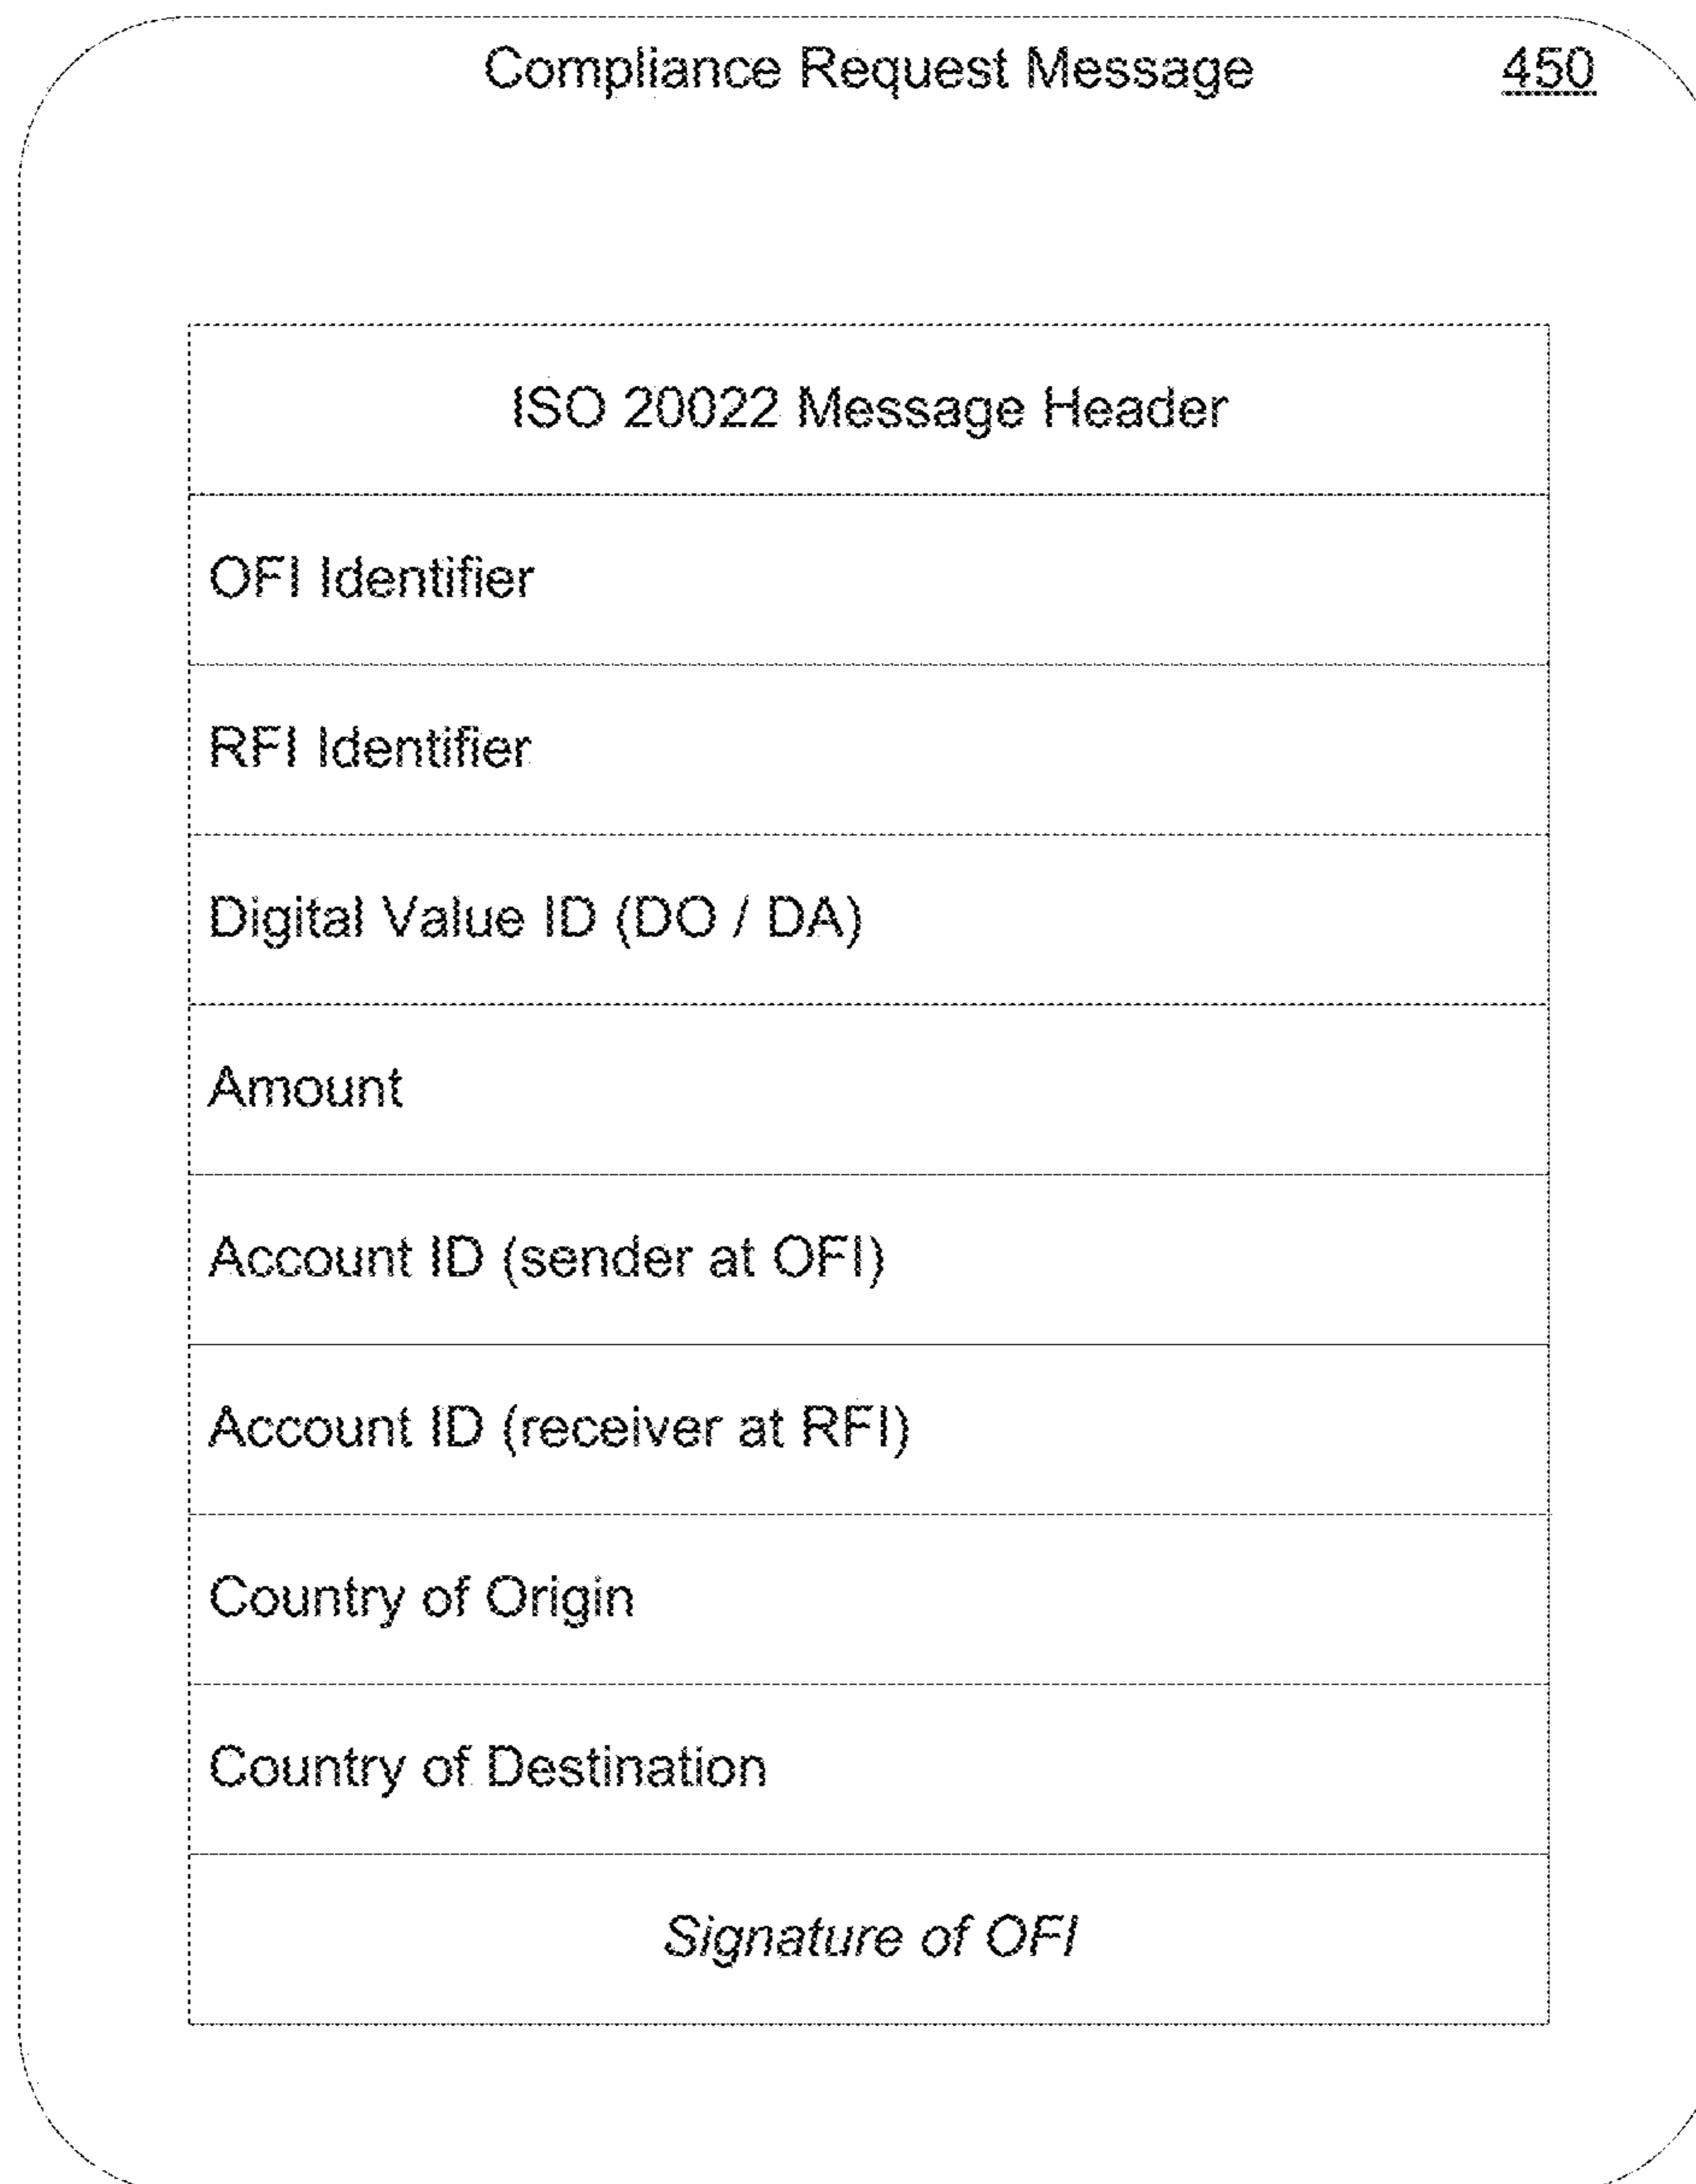 Compliance Request Message 450
ISO 20022 Message Header
OFI Identifier
RFI Identifier
Digital Value ID (DO / DA)
Amount
Account ID (sender at OFI)
Account ID (receiver at RFI)
Country of Origin
Country of Destination
Signature of OFI